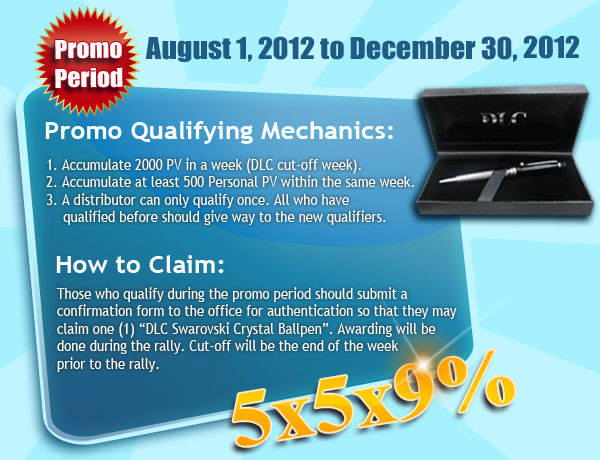 Promo
Period
August 1, 2012 to December 30, 2012
DLC
Promo Qualifying Mechanics:
1. Accumulate 2000 PV in a week (DLC cut-off week).
2. Accumulate at least 500 Personal PV within the same week.
3. A distributor can only qualify once. All who have
qualified before should give way to the new qualifiers.
How to Claim:
Those who qualify during the promo period should submit a
confirmation form to the office for authentication so that they may
claim one (1) “DLC Swarovski Crystal Ballpen”. Awarding will be
done during the rally. Cut-off will be the end of the week
prior to the rally.
5x5x9%